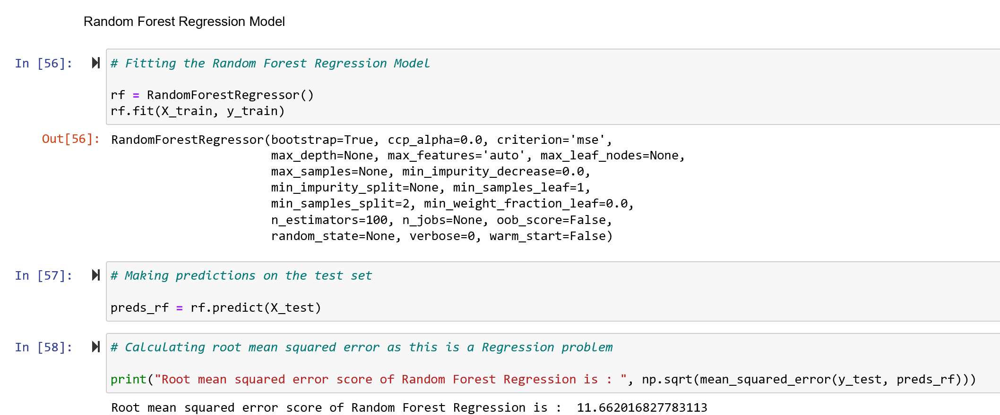 Random Forest Regression Model
In [56]: # Fitting the Random Forest Regression Model
rf = RandomForestRegressor()
rf.fit(X_train, y_train)
Out[56]: RandomForestRegressor(bootstrap=True, ccp_alpha=0.0, criterion='mse',
max_depth=None, max_features='auto', max_leaf_nodes=None,
max_samples=None, min_impurity_decrease=0.0,
min_impurity_split=None, min_samples_leaf=1,
min_samples_split=2, min_weight_fraction_leaf=0.0,
n_estimators=100, n_jobs=None, oob_score=False,
random_state=None, verbose=0, warm_start=False)
In [57]: # Making predictions on the test set
preds_rf = rf.predict(X_test)
In [58]: # Calculating root mean squared error as this is a Regression problem
print("Root mean squared error score of Random Forest Regression is : ", np.sqrt(mean_squared_error(y_test, preds_rf)))
Root mean squared error score of Random Forest Regression is :  11.662016827783113